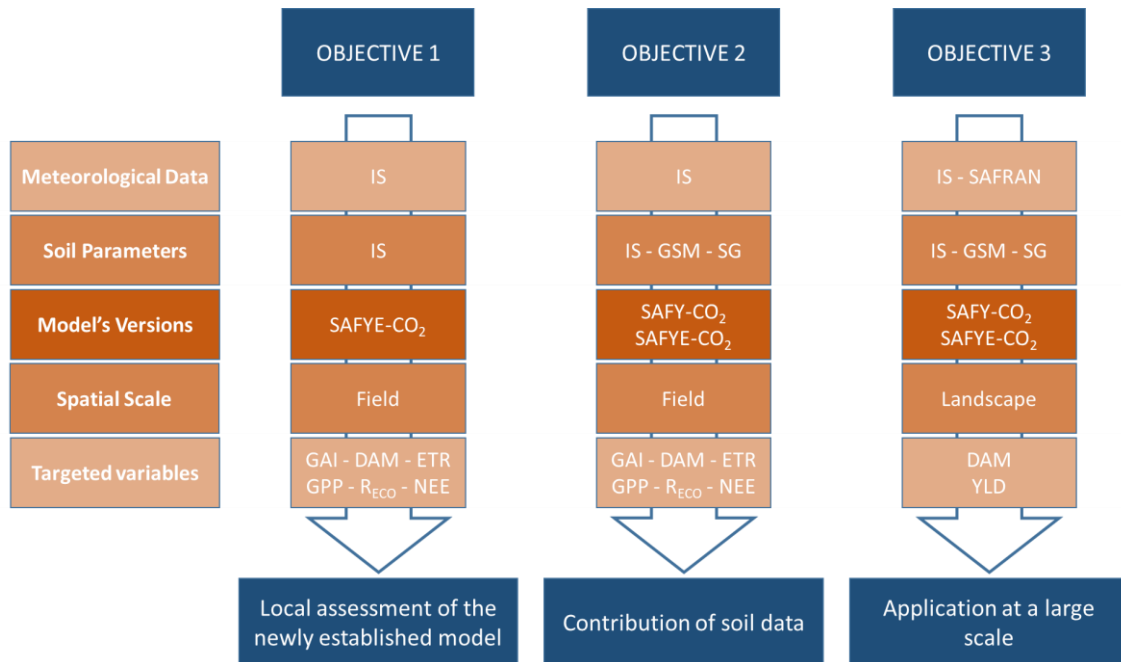 OBJECTIVE 1
OBJECTIVE 2
OBJECTIVE 3
Meteorological Data
IS
IS
IS - SAFRAN
Soil Parameters
IS
IS - GSM - SG
IS - GSM - SG
Model's Versions
SAFYE-CO₂
SAFY-CO₂
SAFYE-CO₂
SAFY-CO₂
SAFYE-CO₂
Spatial Scale
Field
Field
Landscape
Targeted variables
GAI - DAM - ETR
GPP - R_ECO - NEE
GAI - DAM - ETR
GPP - R_ECO - NEE
DAM
YLD
Local assessment of the
newly established model
Contribution of soil data
Application at a large
scale